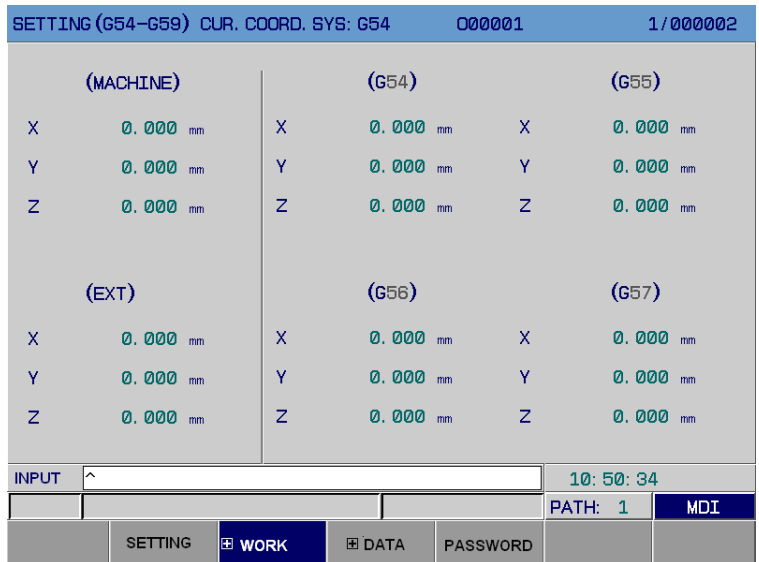 SETTING(G54-G59) CUR. COORD. SYS: G54 O00001 1/000002
(MACHINE) (G54) (G55)
X 0.000 mm X 0.000 mm X 0.000 mm
Y 0.000 mm Y 0.000 mm Y 0.000 mm
Z 0.000 mm Z 0.000 mm Z 0.000 mm
(EXT) (G56) (G57)
X 0.000 mm X 0.000 mm X 0.000 mm
Y 0.000 mm Y 0.000 mm Y 0.000 mm
Z 0.000 mm Z 0.000 mm Z 0.000 mm
INPUT ^ 10:50:34
PATH: 1 MDI
SETTING WORK DATA PASSWORD